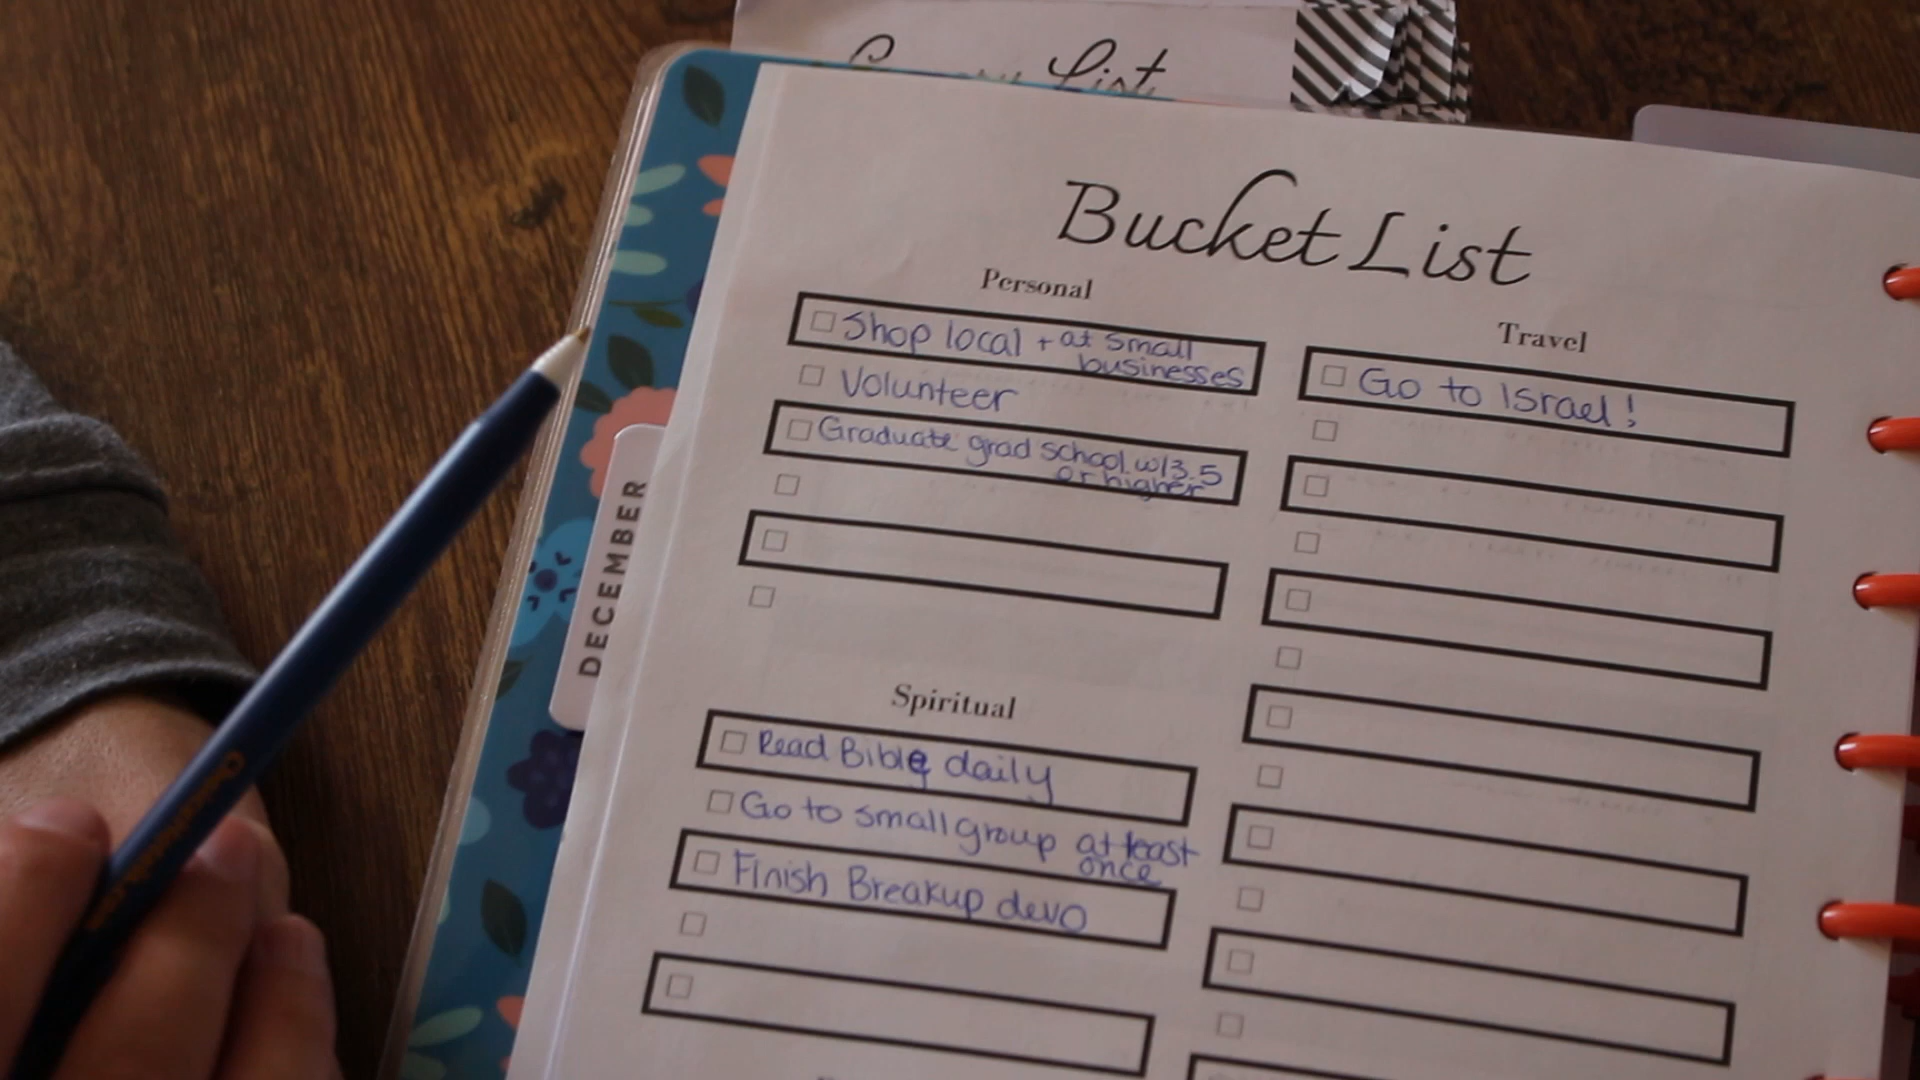 List
Bucket List
Personal
Shop local + at small
businesses
Volunteer
Graduate grad school w/3.5
or higher
Travel
Go to Israel!
DECEMBER
Spiritual
Read Bible daily
Go to small group at least
once
Finish Breakup devo